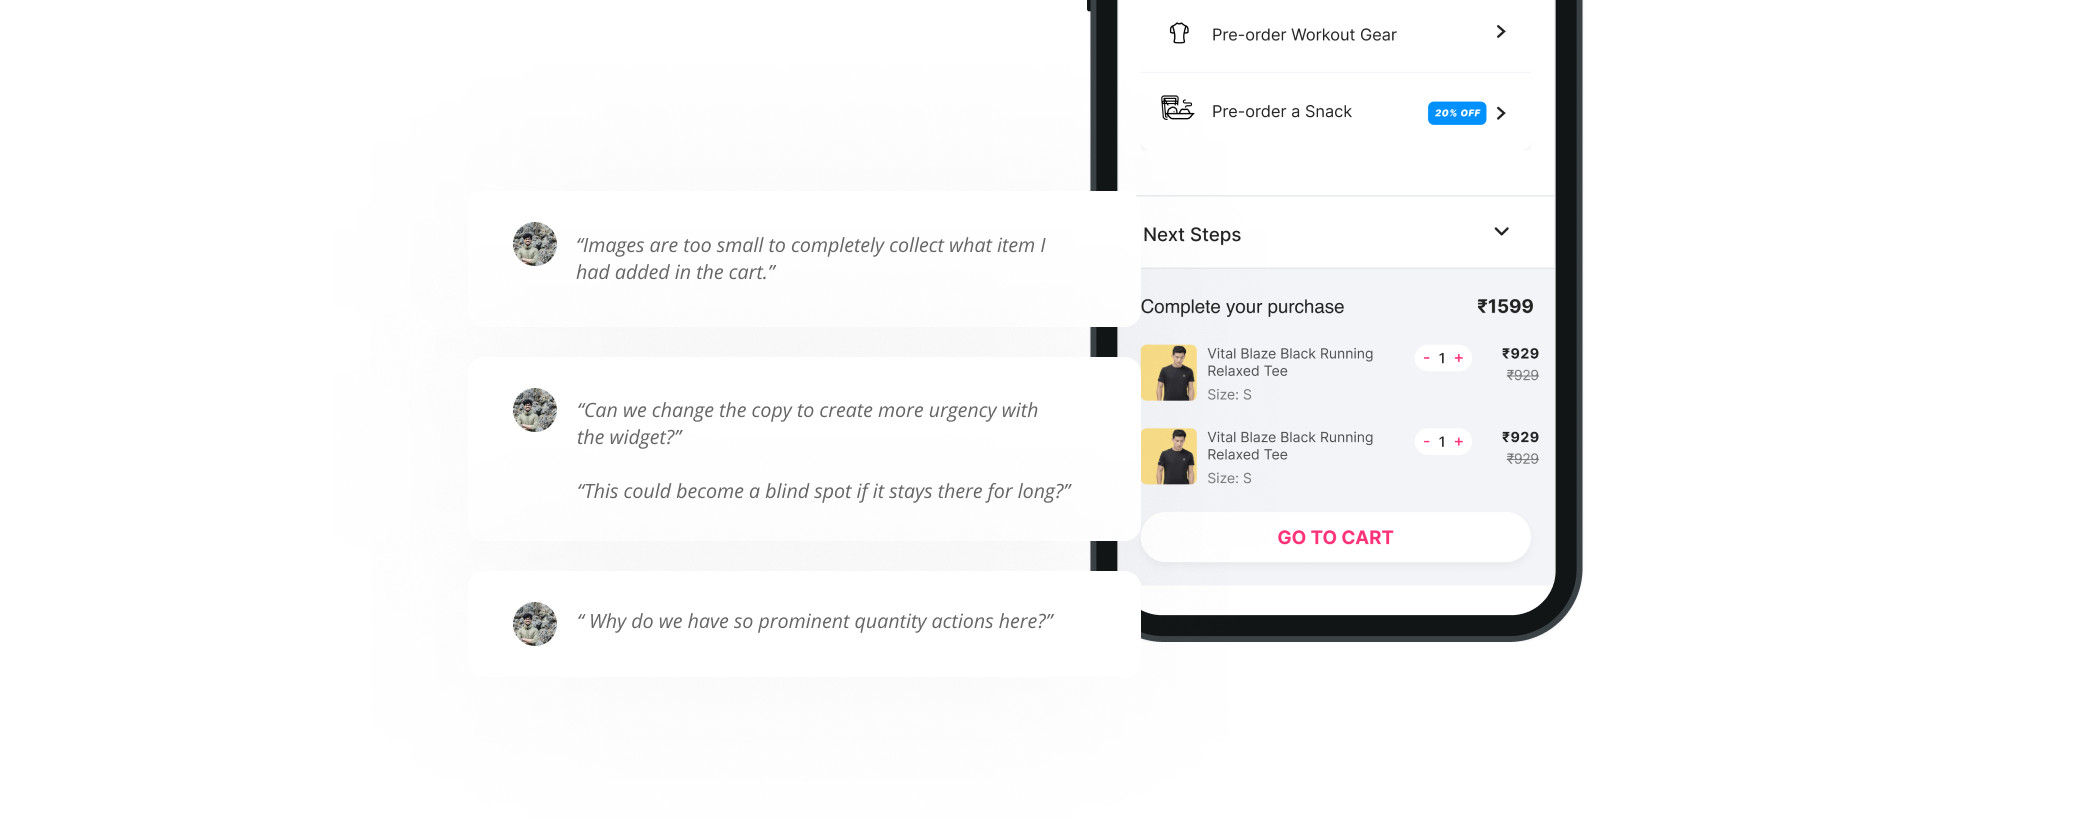 Pre-order Workout Gear
Pre-order a Snack
20% OFF
Next Steps
Complete your purchase
₹1599
Vital Blaze Black Running
Relaxed Tee
Size: S
- 1 +
₹929
₹929
Vital Blaze Black Running
Relaxed Tee
Size: S
- 1 +
₹929
₹929
GO TO CART
“Images are too small to completely collect what item I
had added in the cart.”
“Can we change the copy to create more urgency with
the widget?”
“This could become a blind spot if it stays there for long?”
“ Why do we have so prominent quantity actions here?”